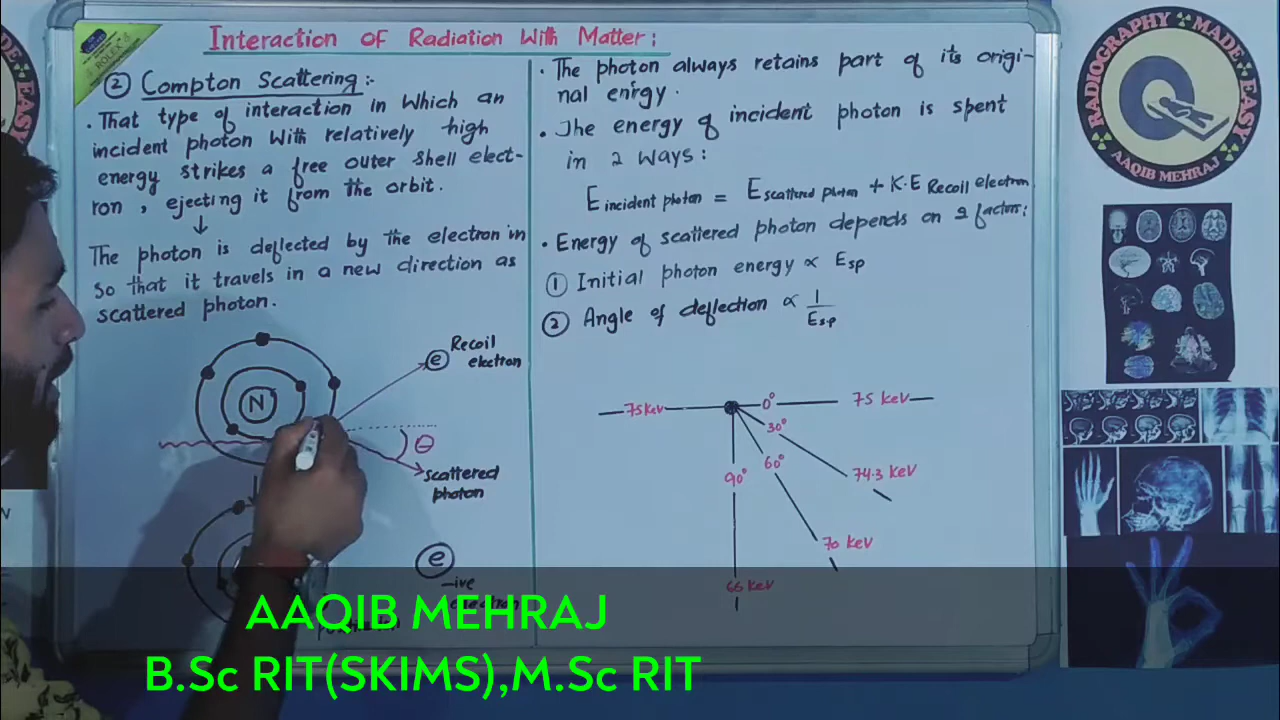 Interaction OF Radiation With Matter:
② Compton Scattering:-
• That type of interaction in Which an
incident photon With relatively high
energy strikes a free outer shell elect-
ron, ejecting it from the orbit.
↓
The photon is deflected by the electron in
so that it travels in a new direction as
scattered photon.
Recoil
electron
e
N
θ
scattered
photon
e
-ive
• The photon always retains part of its origi-
nal enrgy.
• The energy of incident photon is spent
in 2 ways:
E incident photon = E scattered photon + K.E Recoil electron
• Energy of scattered photon depends on 2 factors:
① Initial photon energy ∝ Esp
② Angle of deflection ∝ 1/Esp
75 KeV 0° 75 KeV
30°
60°
90°
74.3 KeV
70 KeV
66 KeV
RADIOGRAPHY MADE EASY
AAQIB MEHRAJ
ROLEX
MADE EASY
AAQIB MEHRAJ
B.Sc RIT(SKIMS),M.Sc RIT